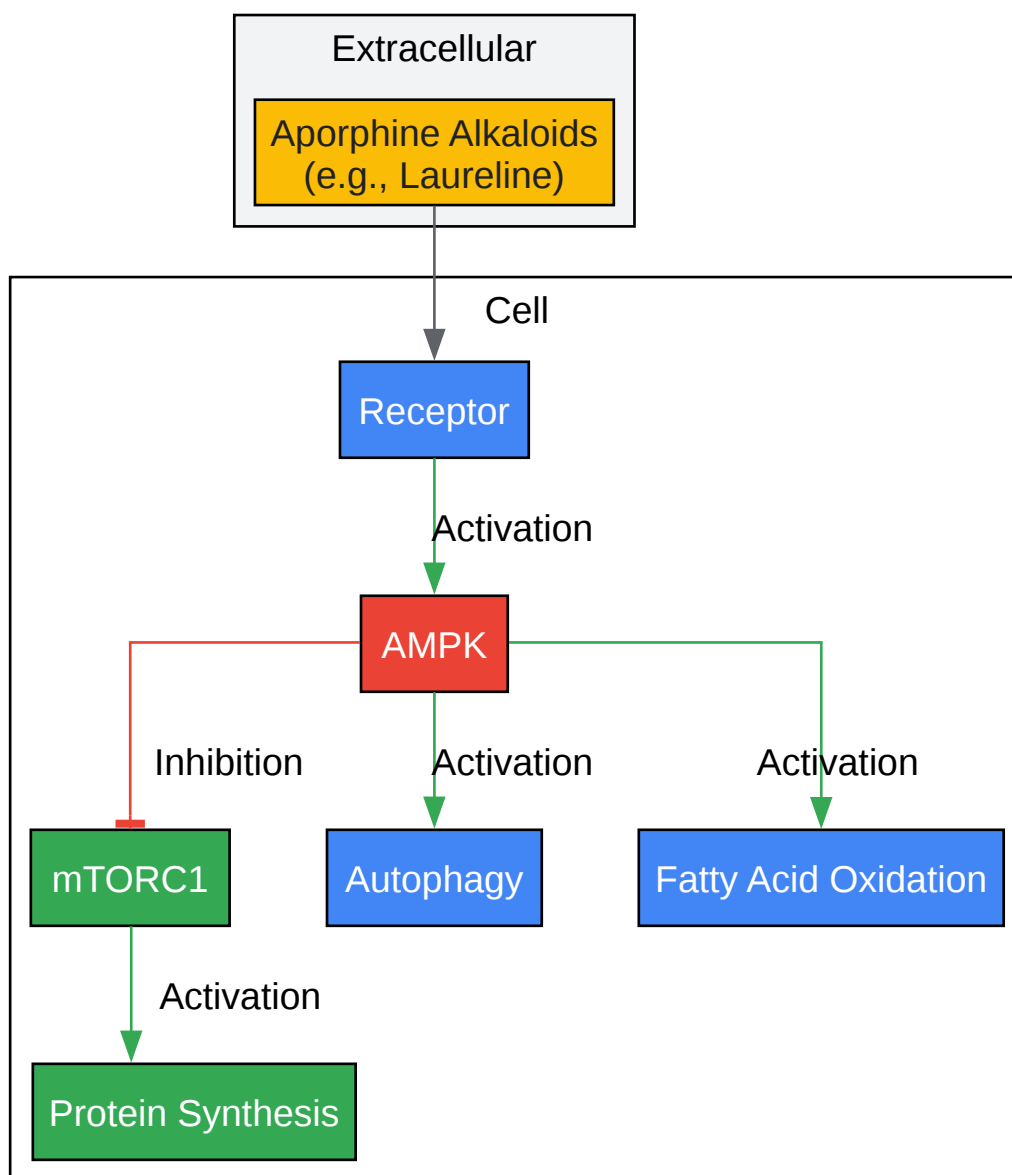 Extracellular
Aporphine Alkaloids
(e.g., Laureline)
Cell
Receptor
Activation
AMPK
Inhibition
Activation
Activation
mTORC1
Autophagy
Fatty Acid Oxidation
Activation
Protein Synthesis